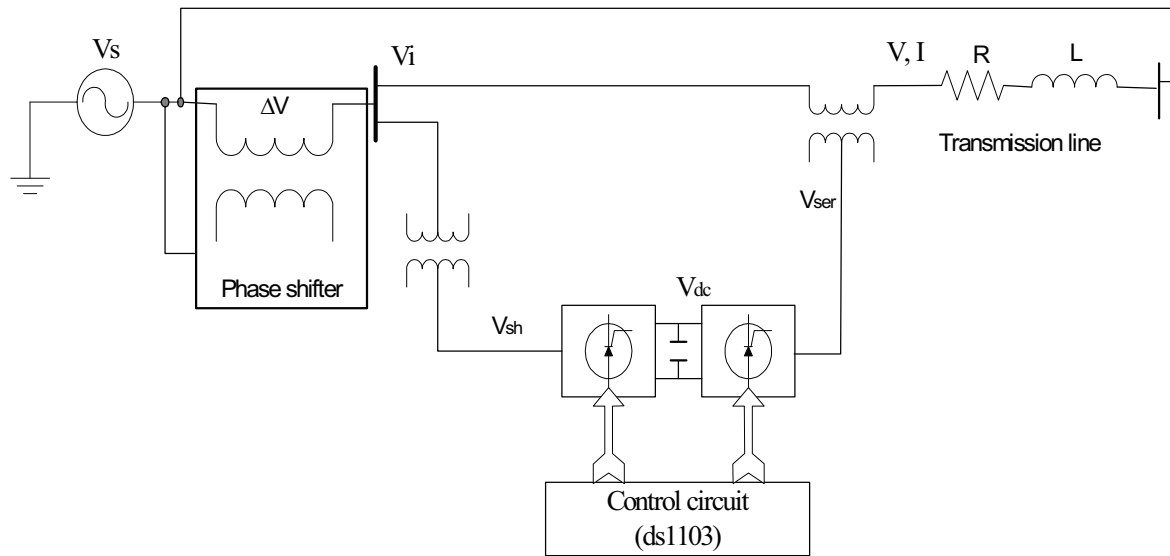 Vs
Vi
V, I
R
L
ΔV
Transmission line
Vser
Phase shifter
Vdc
Vsh
Control circuit
(ds1103)